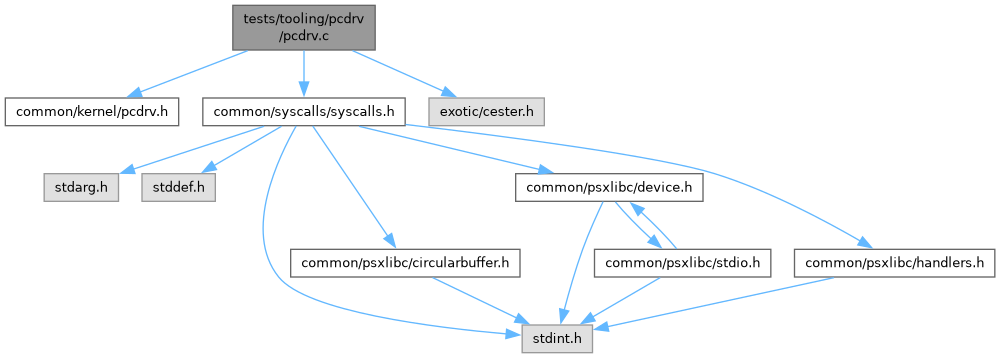 tests/tooling/pcdrv
/pcdrv.c
common/kernel/pcdrv.h
common/syscalls/syscalls.h
exotic/cester.h
stdarg.h
stddef.h
common/psxlibc/device.h
common/psxlibc/circularbuffer.h
common/psxlibc/stdio.h
common/psxlibc/handlers.h
stdint.h